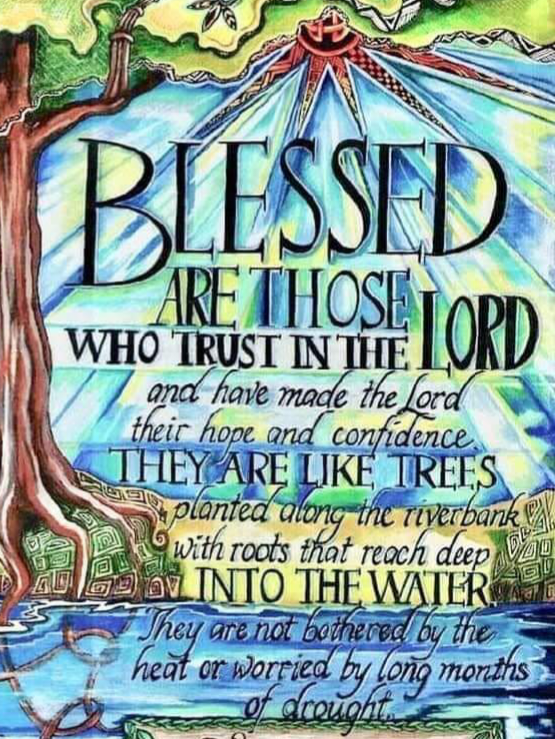 BLESSED
ARE THOSE
WHO TRUST IN THE LORD
and have made the Lord
their hope and confidence.
THEY ARE LIKE TREES
planted along the riverbank
with roots that reach deep
INTO THE WATER.
They are not bothered by the
heat or worried by long months
of drought.